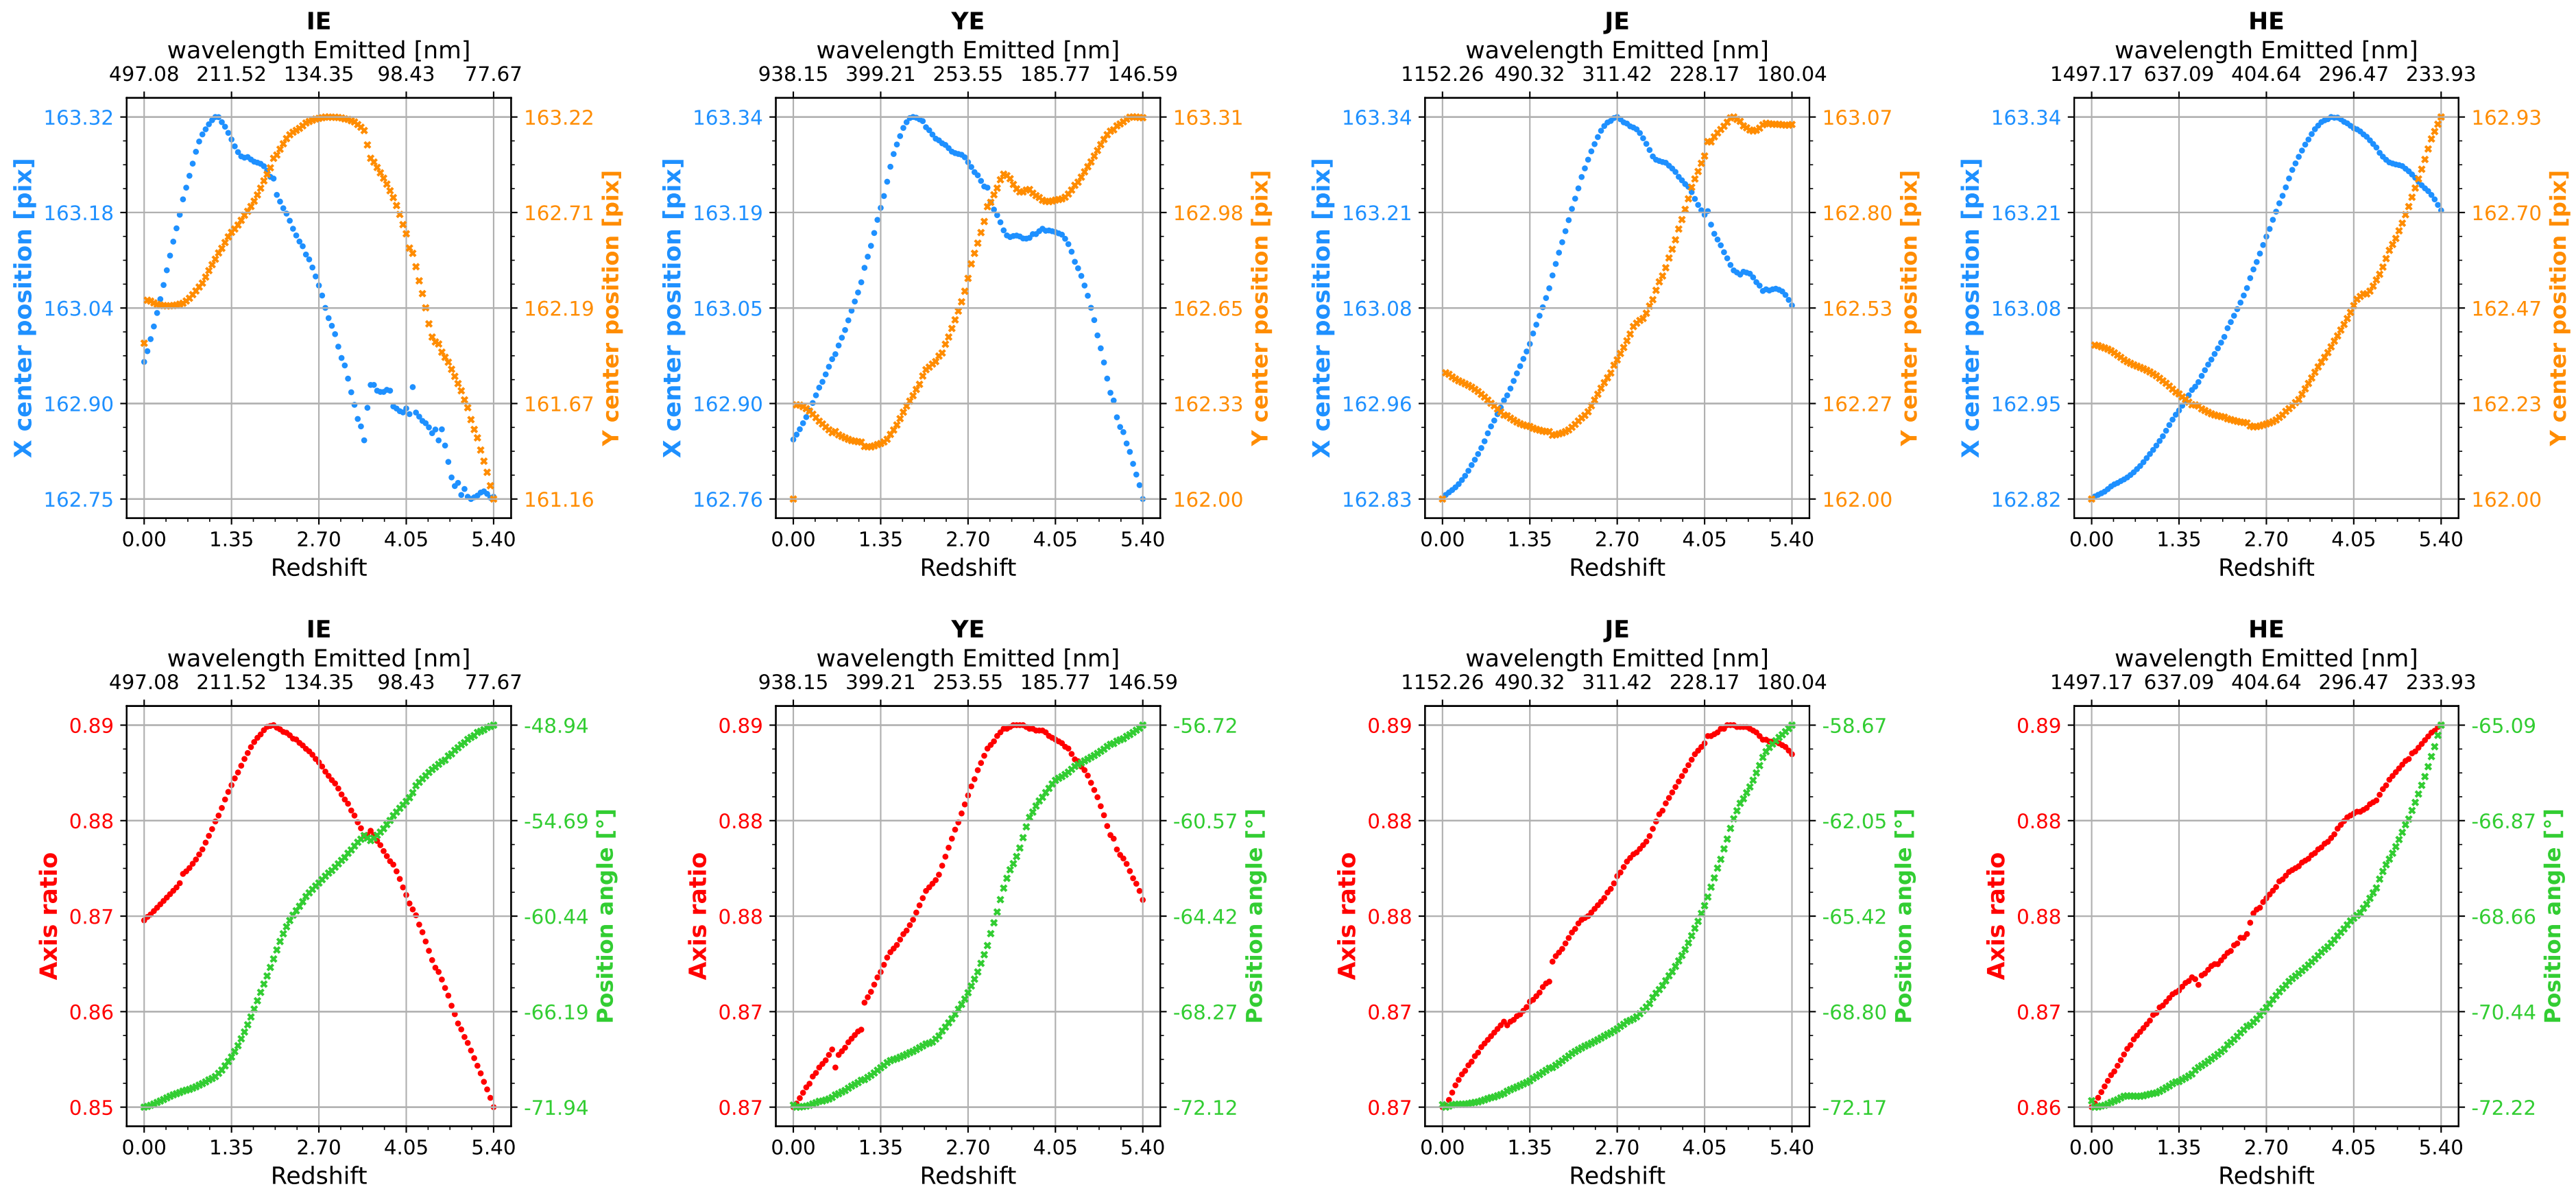 IE YE JE HE
wavelength Emitted [nm] wavelength Emitted [nm] wavelength Emitted [nm] wavelength Emitted [nm]
497.08 211.52 134.35 98.43 77.67 938.15 399.21 253.55 185.77 146.59 1152.26 490.32 311.42 228.17 180.04 1497.17 637.09 404.64 296.47 233.93
163.32 163.22 163.34 163.31 163.34 163.07 163.34 162.93
163.18 162.71 163.19 162.98 163.21 162.80 163.21 162.70
163.04 162.19 163.05 162.65 163.08 162.53 163.08 162.47
162.90 161.67 162.90 162.33 162.96 162.27 162.95 162.23
162.75 161.16 162.76 162.00 162.83 162.00 162.82 162.00
X center position [pix] Y center position [pix] X center position [pix] Y center position [pix] X center position [pix] Y center position [pix] X center position [pix] Y center position [pix]
0.00 1.35 2.70 4.05 5.40 0.00 1.35 2.70 4.05 5.40 0.00 1.35 2.70 4.05 5.40 0.00 1.35 2.70 4.05 5.40
Redshift Redshift Redshift Redshift
IE YE JE HE
wavelength Emitted [nm] wavelength Emitted [nm] wavelength Emitted [nm] wavelength Emitted [nm]
497.08 211.52 134.35 98.43 77.67 938.15 399.21 253.55 185.77 146.59 1152.26 490.32 311.42 228.17 180.04 1497.17 637.09 404.64 296.47 233.93
0.89 -48.94 0.89 -56.72 0.89 -58.67 0.89 -65.09
0.88 -54.69 0.88 -60.57 0.88 -62.05 0.88 -66.87
0.87 -60.44 0.88 -64.42 0.88 -65.42 0.88 -68.66
0.86 -66.19 0.87 -68.27 0.87 -68.80 0.87 -70.44
0.85 -71.94 0.87 -72.12 0.87 -72.17 0.86 -72.22
Axis ratio Position angle [°] Axis ratio Position angle [°] Axis ratio Position angle [°] Axis ratio Position angle [°]
0.00 1.35 2.70 4.05 5.40 0.00 1.35 2.70 4.05 5.40 0.00 1.35 2.70 4.05 5.40 0.00 1.35 2.70 4.05 5.40
Redshift Redshift Redshift Redshift